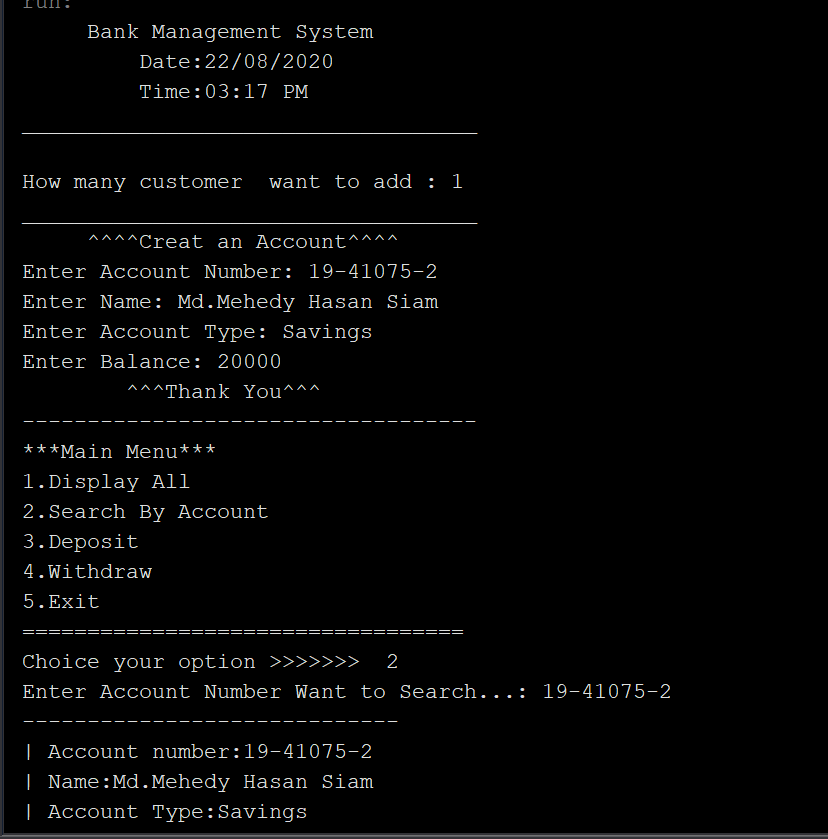 run:
Bank Management System
Date:22/08/2020
Time:03:17 PM
___________________________________
How many customer  want to add : 1
___________________________________
^^^^Creat an Account^^^^
Enter Account Number: 19-41075-2
Enter Name: Md.Mehedy Hasan Siam
Enter Account Type: Savings
Enter Balance: 20000
^^^Thank You^^^
-----------------------------------
***Main Menu***
1.Display All
2.Search By Account
3.Deposit
4.Withdraw
5.Exit
==================================
Choice your option >>>>>>>  2
Enter Account Number Want to Search...: 19-41075-2
-----------------------------
| Account number:19-41075-2
| Name:Md.Mehedy Hasan Siam
| Account Type:Savings